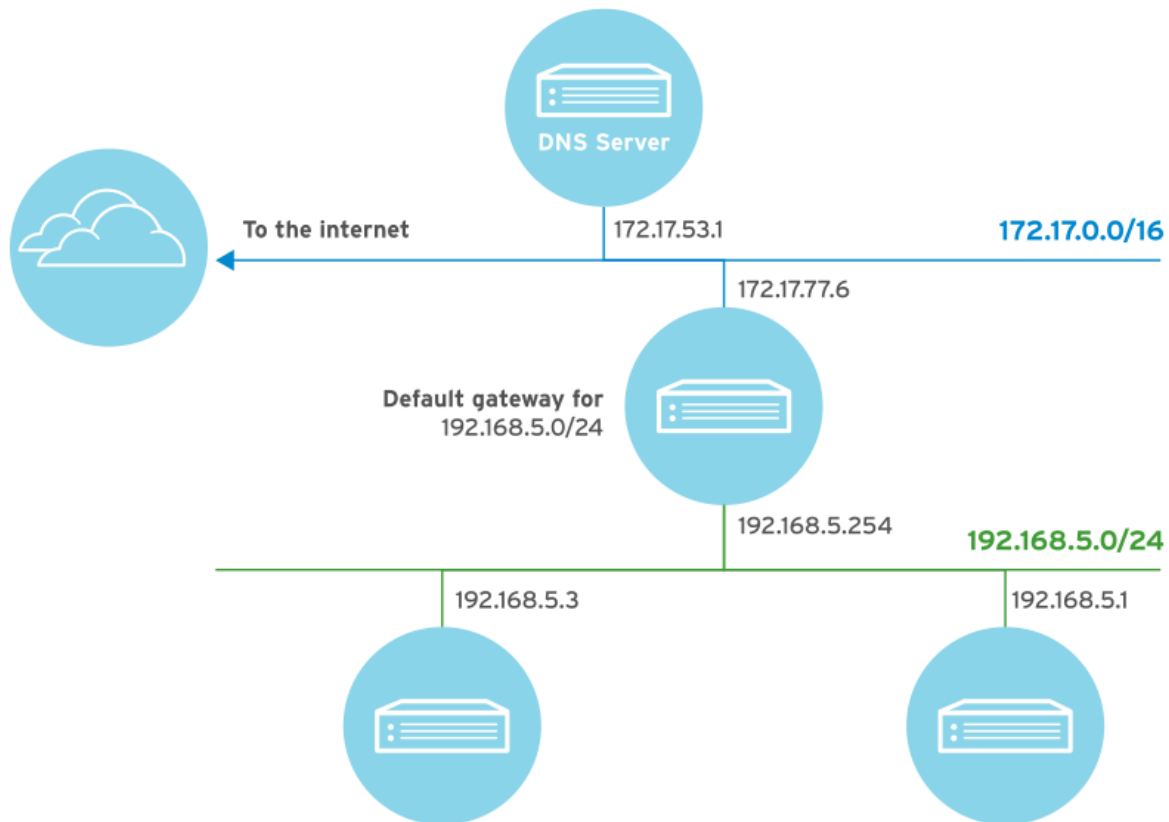 DNS Server
To the internet
172.17.53.1
172.17.0.0/16
172.17.77.6
Default gateway for
192.168.5.0/24
192.168.5.254
192.168.5.0/24
192.168.5.3
192.168.5.1